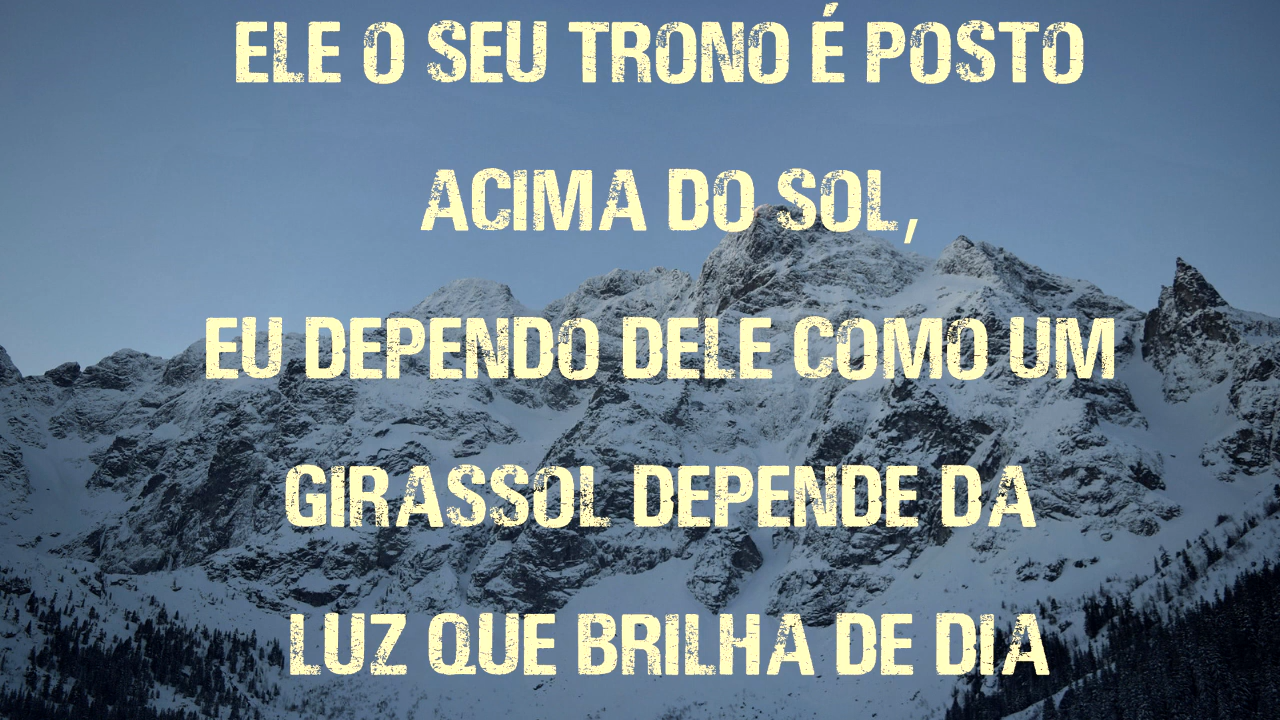 ELE O SEU TRONO É POSTO
ACIMA DO SOL,
EU DEPENDO DELE COMO UM
GIRASSOL DEPENDE DA
LUZ QUE BRILHA DE DIA